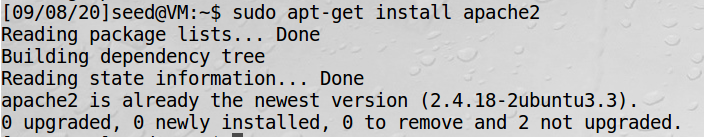 [09/08/20]seed@VM:~$ sudo apt-get install apache2
Reading package lists... Done
Building dependency tree
Reading state information... Done
apache2 is already the newest version (2.4.18-2ubuntu3.3).
0 upgraded, 0 newly installed, 0 to remove and 2 not upgraded.